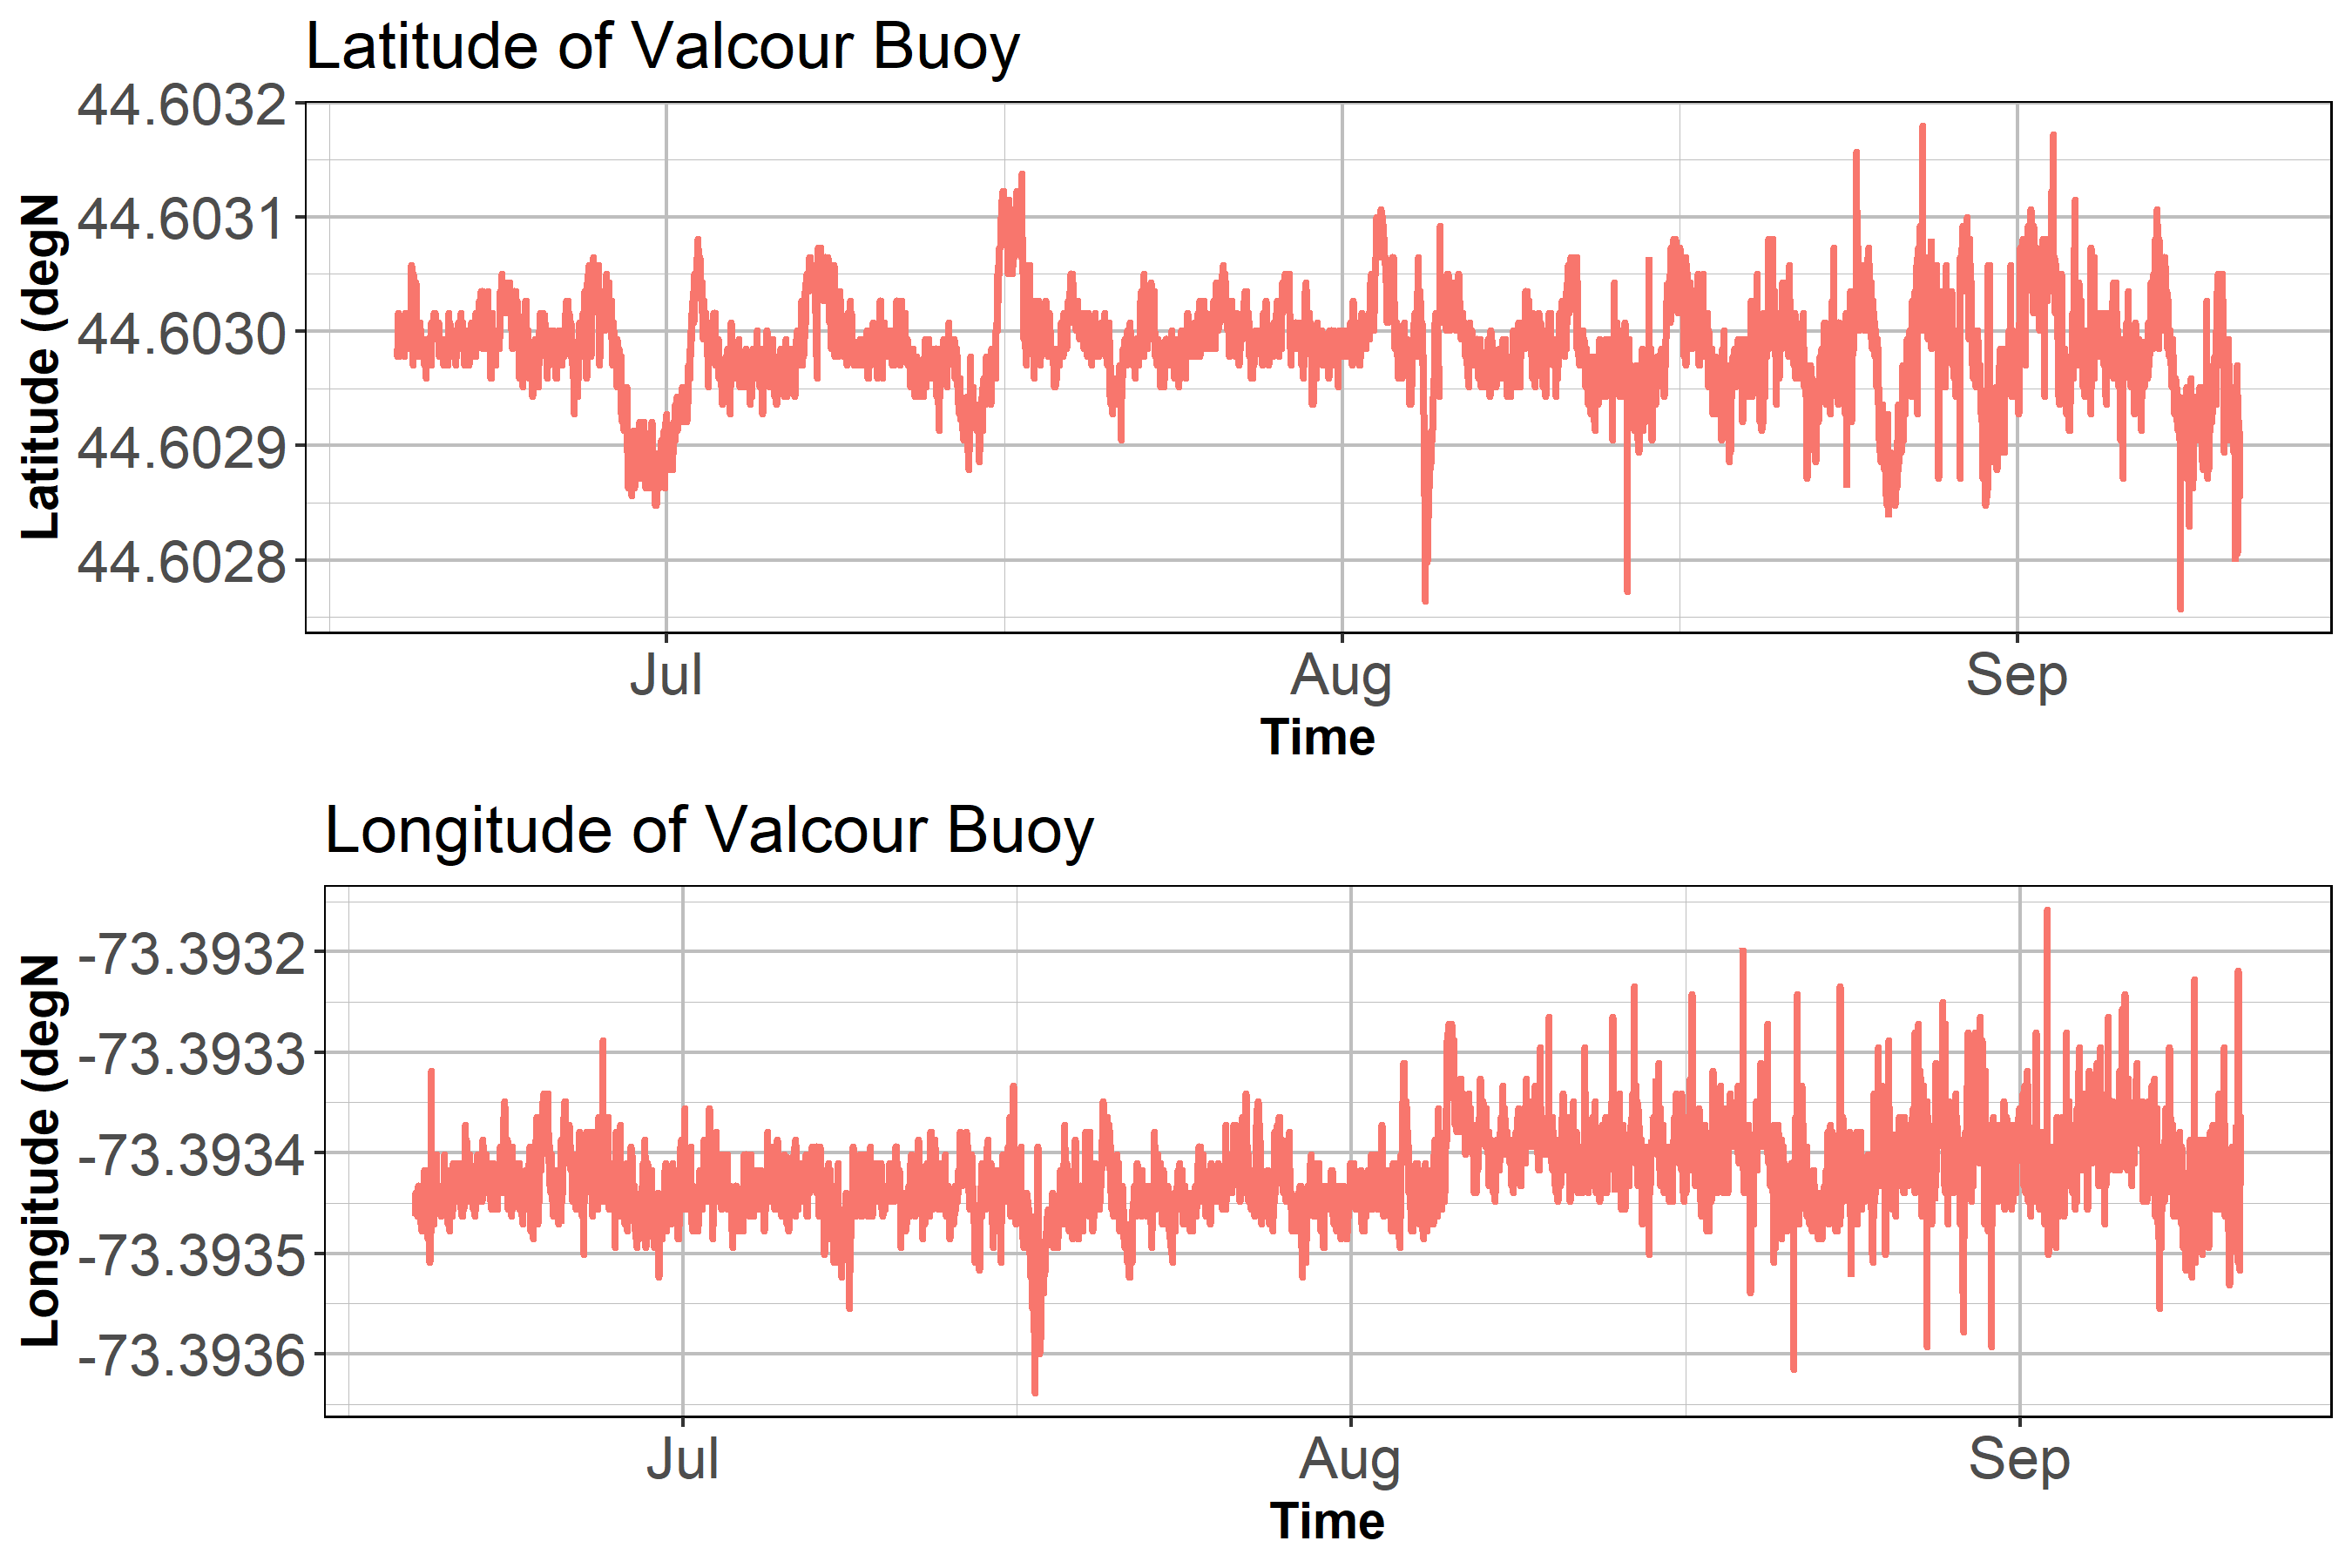 Latitude of Valcour Buoy
44.6032
44.6031
44.6030
44.6029
44.6028
Latitude (degN
Jul Aug Sep
Time
Longitude of Valcour Buoy
-73.3932
-73.3933
-73.3934
-73.3935
-73.3936
Longitude (degN
Jul Aug Sep
Time